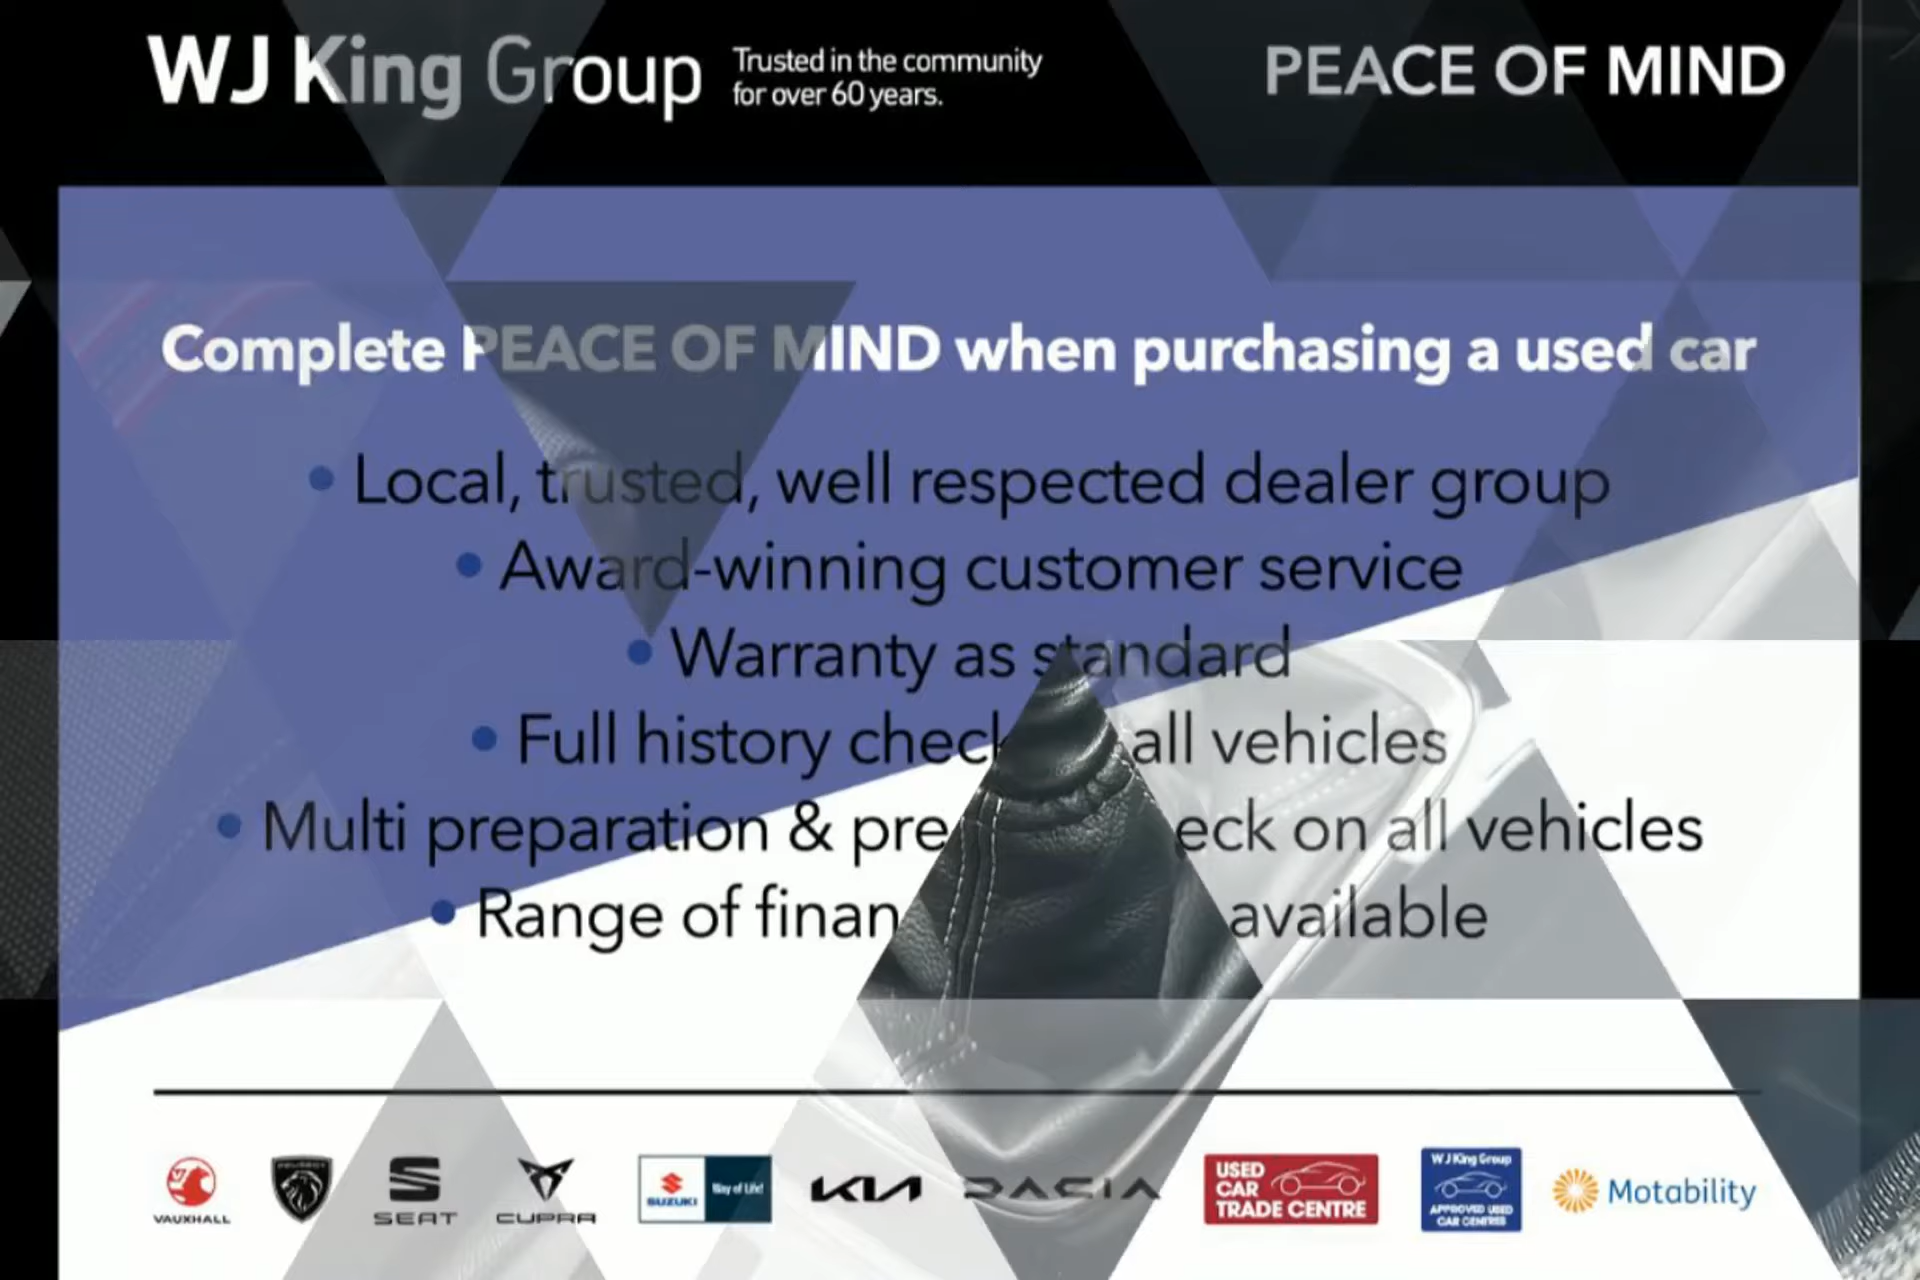 WJ King Group
Trusted in the community
for over 60 years.
PEACE OF MIND
Complete PEACE OF MIND when purchasing a used car
• Local, trusted, well respected dealer group
• Award-winning customer service
• Warranty as standard
• Full history check all vehicles
• Multi preparation & pre eck on all vehicles
• Range of finan available
VAUXHALL
PEUGEOT
SEAT
CUPRA
SUZUKI
Way of Life!
KIA
DACIA
USED
CAR
TRADE CENTRE
WJ King Group
APPROVED USED
CAR CENTRES
Motability